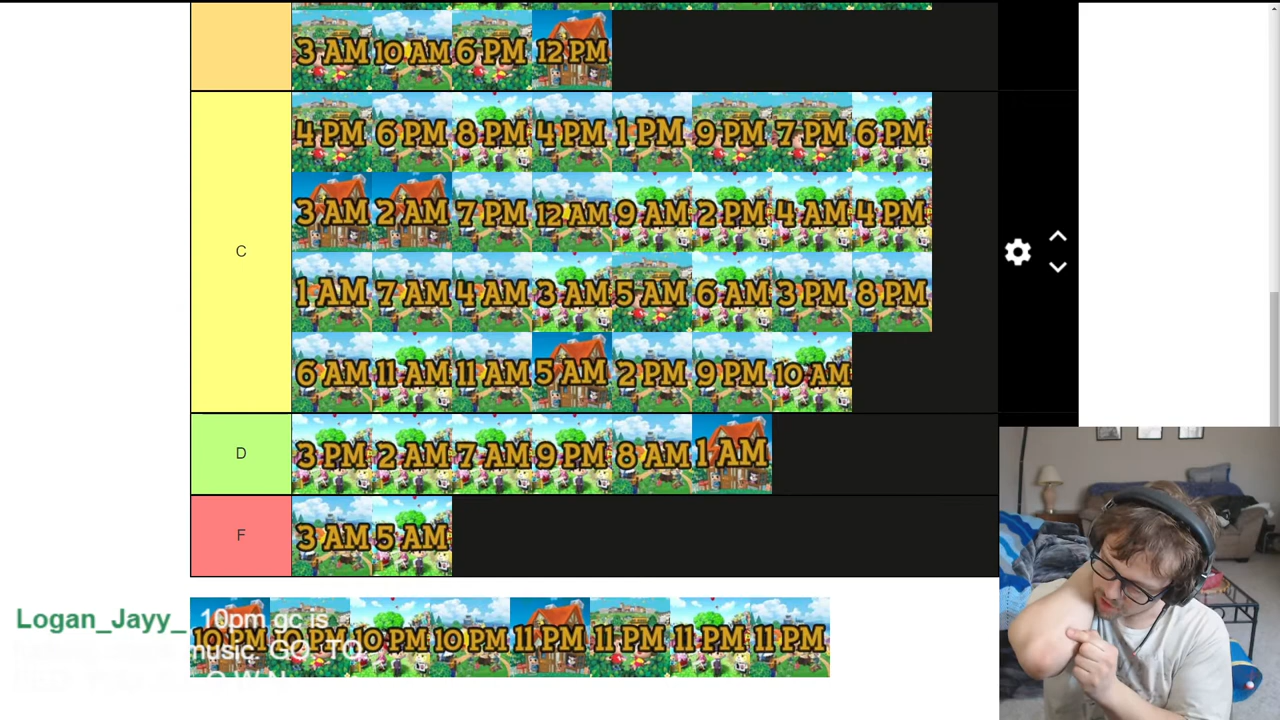 3 AM 10 AM 6 PM 12 PM
C
4 PM 6 PM 8 PM 4 PM 1 PM 9 PM 7 PM 6 PM
3 AM 2 AM 7 PM 12 AM 9 AM 2 PM 4 AM 4 PM
1 AM 7 AM 4 AM 3 AM 5 AM 6 AM 3 PM 8 PM
6 AM 11 AM 11 AM 5 AM 2 PM 9 PM 10 AM
D
3 PM 2 AM 7 AM 9 PM 8 AM 1 AM
F
3 AM 5 AM
10 PM 10 PM 10 PM 10 PM 11 PM 11 PM 11 PM 11 PM
Logan_Jayy_ 10pm gc is
music. GO TO